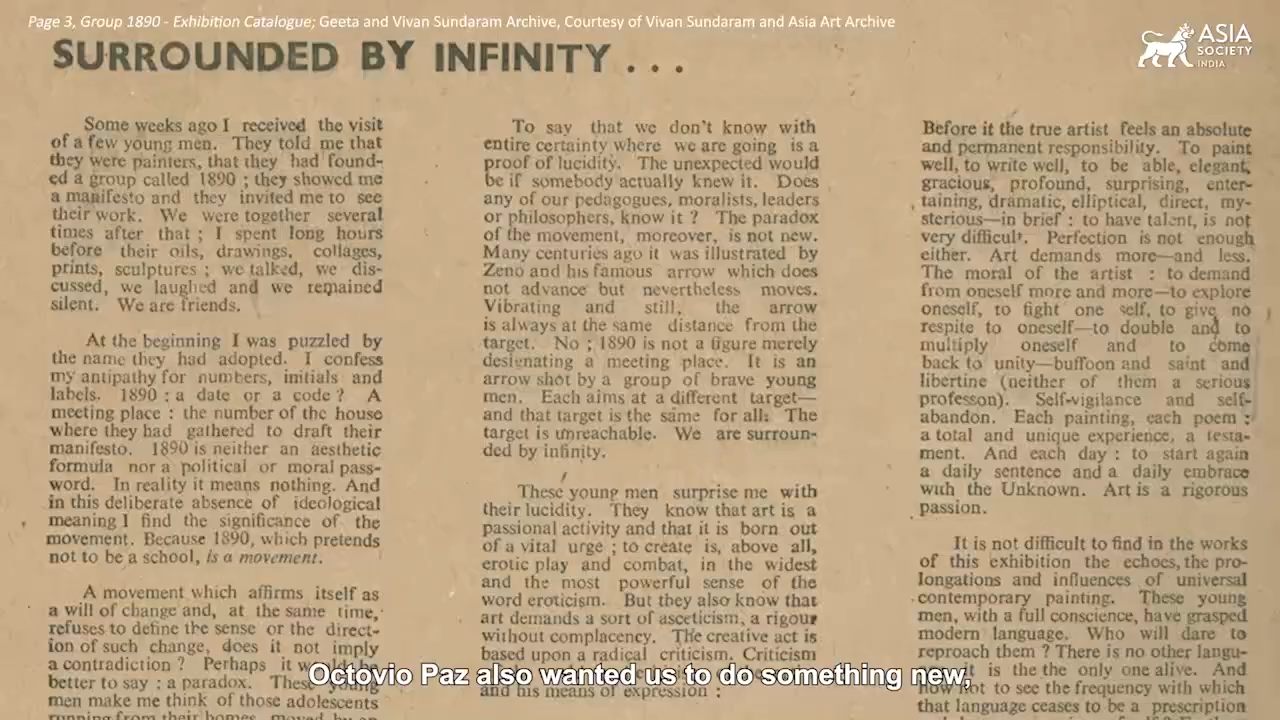 Page 3, Group 1890 - Exhibition Catalogue; Geeta and Vivan Sundaram Archive, Courtesy of Vivan Sundaram and Asia Art Archive
ASIA
SOCIETY
INDIA
SURROUNDED BY INFINITY . . .
Some weeks ago I received the visit
of a few young men. They told me that
they were painters, that they had found-
ed a group called 1890 ; they showed me
a manifesto and they invited me to see
their work. We were together several
times after that ; I spent long hours
before their oils, drawings, collages,
prints, sculptures ; we talked, we dis-
cussed, we laughed and we remained
silent. We are friends.
At the beginning I was puzzled by
the name they had adopted. I confess
my antipathy for numbers, initials and
labels. 1890 : a date or a code ? A
meeting place : the number of the house
where they had gathered to draft their
manifesto. 1890 is neither an aesthetic
formula nor a political or moral pass-
word. In reality it means nothing. And
in this deliberate absence of ideological
meaning I find the significance of the
movement. Because 1890, which pretends
not to be a school, is a movement.
A movement which affirms itself as
a will of change and, at the same time,
refuses to define the sense or the direct-
ion of such change, does it not imply
a contradiction ? Perhaps it would be
better to say : a paradox. These young
men make me think of those adolescents
running from their homes, moved by an
To say that we don't know with
entire certainty where we are going is a
proof of lucidity. The unexpected would
be if somebody actually knew it. Does
any of our pedagogues, moralists, leaders
or philosophers, know it ? The paradox
of the movement, moreover, is not new.
Many centuries ago it was illustrated by
Zeno and his famous arrow which does
not advance but nevertheless moves.
Vibrating and still, the arrow
is always at the same distance from the
target. No ; 1890 is not a figure merely
designating a meeting place. It is an
arrow shot by a group of brave young
men. Each aims at a different target—
and that target is the same for all: The
target is unreachable. We are surroun-
ded by infinity.
These young men surprise me with
their lucidity. They know that art is a
passional activity and that it is born out
of a vital urge ; to create is, above all,
erotic play and combat, in the widest
and the most powerful sense of the
word eroticism. But they also know that
art demands a sort of asceticism, a rigour
without complacency. The creative act is
based upon a radical criticism. Criticism
and his means of expression :
Before it the true artist feels an absolute
and permanent responsibility. To paint
well, to write well, to be able, elegant,
gracious, profound, surprising, enter-
taining, dramatic, elliptical, direct, my-
sterious—in brief : to have talent, is not
very difficult. Perfection is not enough
either. Art demands more—and less.
The moral of the artist : to demand
from oneself more and more—to explore
oneself, to fight one self, to give no
respite to oneself—to double and to
multiply oneself and to come
back to unity—buffoon and saint and
libertine (neither of them a serious
professon). Self-vigilance and self-
abandon. Each painting, each poem :
a total and unique experience, a testa-
ment. And each day : to start again
a daily sentence and a daily embrace
with the Unknown. Art is a rigorous
passion.
It is not difficult to find in the works
of this exhibition the echoes, the pro-
longations and influences of universal
contemporary painting. These young
men, with a full conscience, have grasped
modern language. Who will dare to
reproach them ? There is no other langu-
it is the the only one alive. And
how not to see the frequency with which
that language ceases to be a prescription
Octovio Paz also wanted us to do something new,